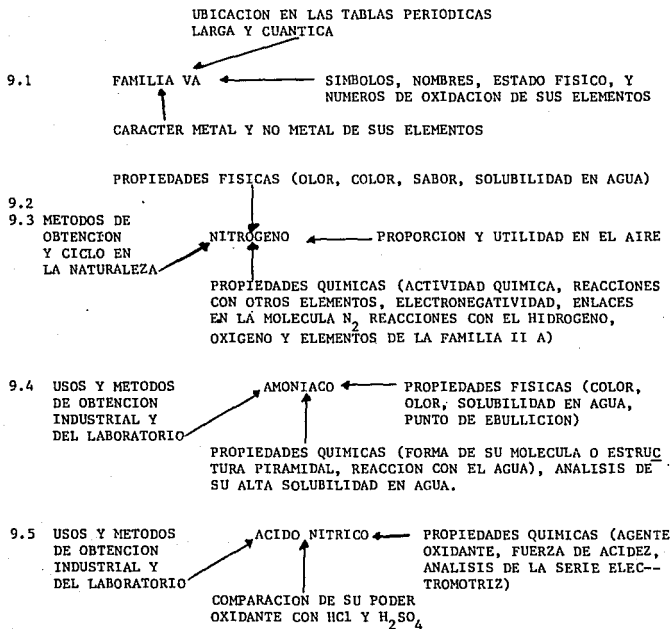 UBICACION EN LAS TABLAS PERIODICAS
LARGA Y CUANTICA
9.1 FAMILIA VA SIMBOLOS, NOMBRES, ESTADO FISICO, Y
NUMEROS DE OXIDACION DE SUS ELEMENTOS
CARACTER METAL Y NO METAL DE SUS ELEMENTOS
PROPIEDADES FISICAS (OLOR, COLOR, SABOR, SOLUBILIDAD EN AGUA)
9.2
9.3 METODOS DE
OBTENCION
Y CICLO EN
LA NATURALEZA
NITROGENO
PROPORCION Y UTILIDAD EN EL AIRE
PROPIEDADES QUIMICAS (ACTIVIDAD QUIMICA, REACCIONES
CON OTROS ELEMENTOS, ELECTRONEGATIVIDAD, ENLACES
EN LA MOLECULA N2 REACCIONES CON EL HIDROGENO,
OXIGENO Y ELEMENTOS DE LA FAMILIA II A)
9.4 USOS Y METODOS
DE OBTENCION
INDUSTRIAL Y
DEL LABORATORIO
AMONIACO
PROPIEDADES FISICAS (COLOR,
OLOR, SOLUBILIDAD EN AGUA,
PUNTO DE EBULLICION)
PROPIEDADES QUIMICAS (FORMA DE SU MOLECULA O ESTRUC
TURA PIRAMIDAL, REACCION CON EL AGUA), ANALISIS DE
SU ALTA SOLUBILIDAD EN AGUA.
9.5 USOS Y METODOS
DE OBTENCION
INDUSTRIAL Y
DEL LABORATORIO
ACIDO NITRICO
PROPIEDADES QUIMICAS (AGENTE
OXIDANTE, FUERZA DE ACIDEZ,
ANALISIS DE LA SERIE ELEC--
TROMOTRIZ)
COMPARACION DE SU PODER
OXIDANTE CON HCl Y H2SO4